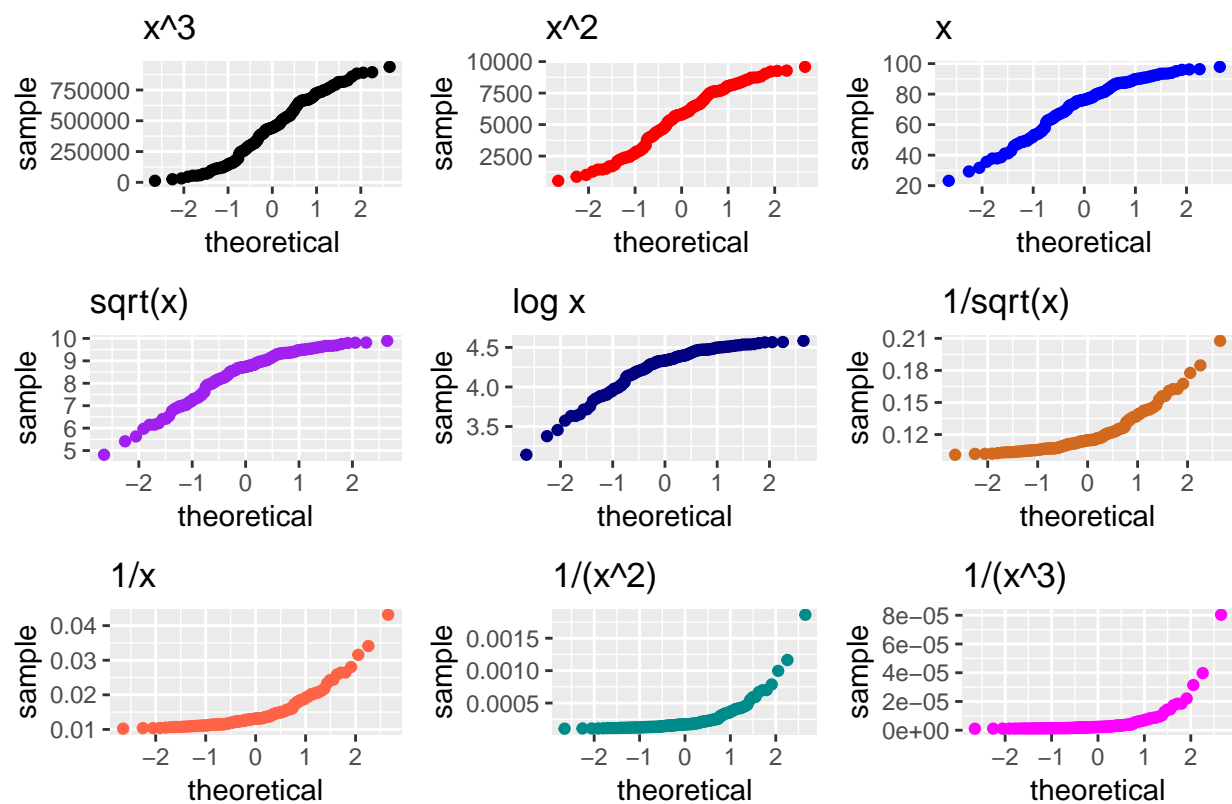 x^3
x^2
x
sample
750000
500000
250000
0
−2
−1
0
1
2
theoretical
sample
10000
7500
5000
2500
−2
−1
0
1
2
theoretical
sample
100
80
60
40
20
−2
−1
0
1
2
theoretical
sqrt(x)
log x
1/sqrt(x)
sample
10
9
8
7
6
5
−2
−1
0
1
2
theoretical
sample
4.5
4.0
3.5
−2
−1
0
1
2
theoretical
sample
0.21
0.18
0.15
0.12
−2
−1
0
1
2
theoretical
1/x
1/(x^2)
1/(x^3)
sample
0.04
0.03
0.02
0.01
−2
−1
0
1
2
theoretical
sample
0.0015
0.0010
0.0005
−2
−1
0
1
2
theoretical
sample
8e−05
6e−05
4e−05
2e−05
0e+00
−2
−1
0
1
2
theoretical